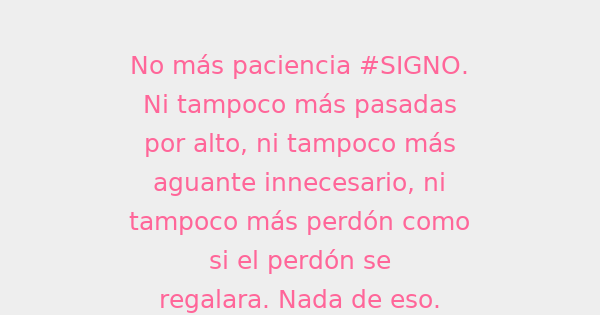 No más paciencia #SIGNO.
Ni tampoco más pasadas
por alto, ni tampoco más
aguante innecesario, ni
tampoco más perdón como
si el perdón se
regalara. Nada de eso.